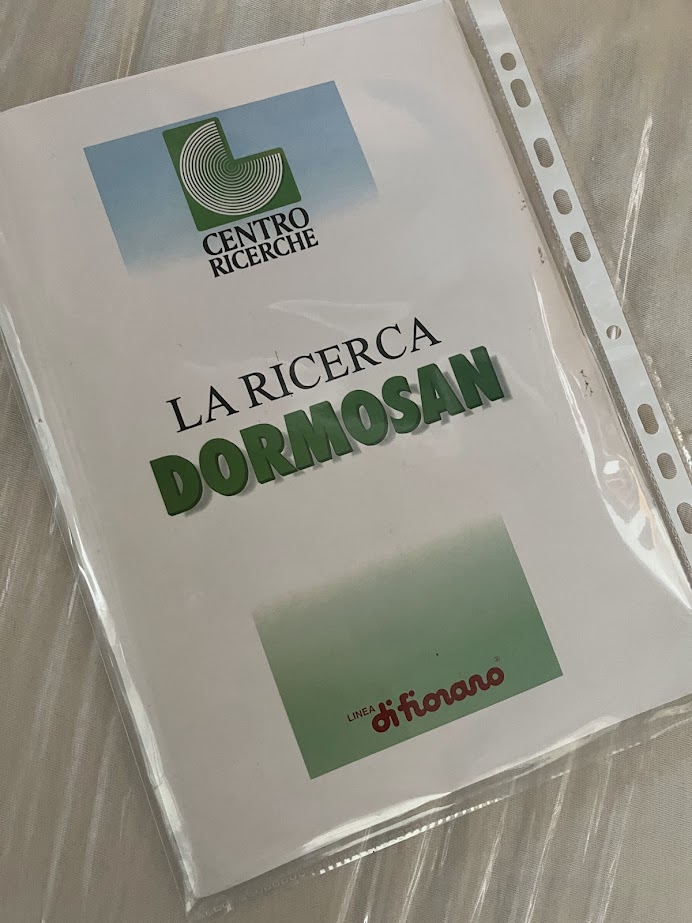 CENTRO
RICERCHE
LA RICERCA
DORMOSAN
LINEA di fiorano®